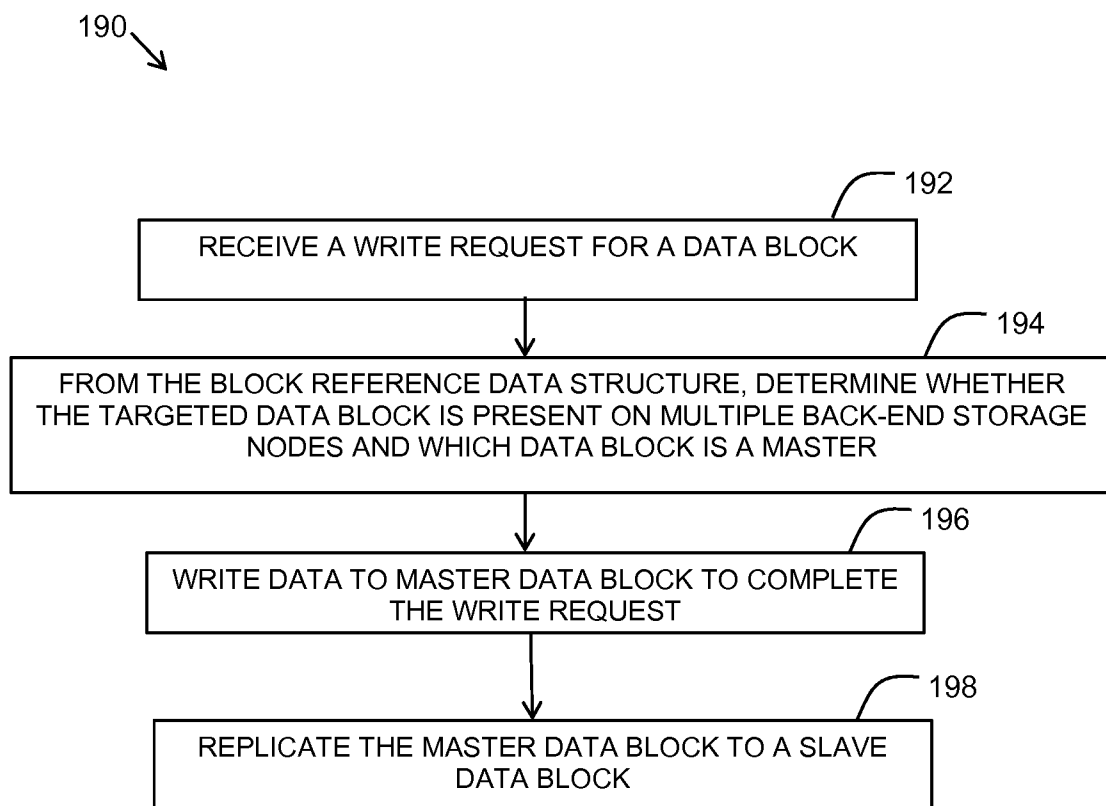 190
192
RECEIVE A WRITE REQUEST FOR A DATA BLOCK
194
FROM THE BLOCK REFERENCE DATA STRUCTURE, DETERMINE WHETHER
THE TARGETED DATA BLOCK IS PRESENT ON MULTIPLE BACK-END STORAGE
NODES AND WHICH DATA BLOCK IS A MASTER
196
WRITE DATA TO MASTER DATA BLOCK TO COMPLETE
THE WRITE REQUEST
198
REPLICATE THE MASTER DATA BLOCK TO A SLAVE
DATA BLOCK